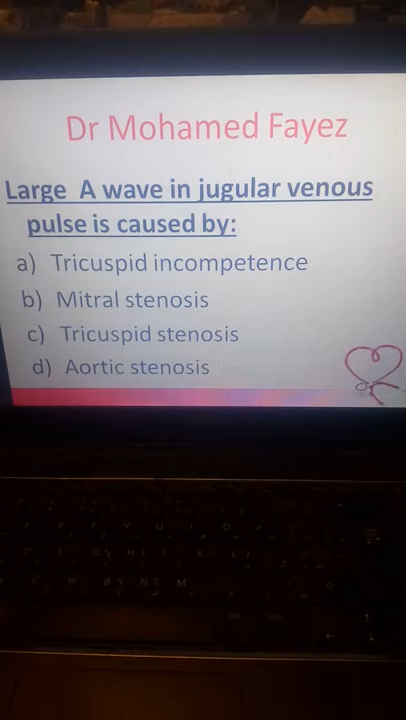 Dr Mohamed Fayez
Large A wave in jugular venous
pulse is caused by:
a) Tricuspid incompetence
b) Mitral stenosis
c) Tricuspid stenosis
d) Aortic stenosis